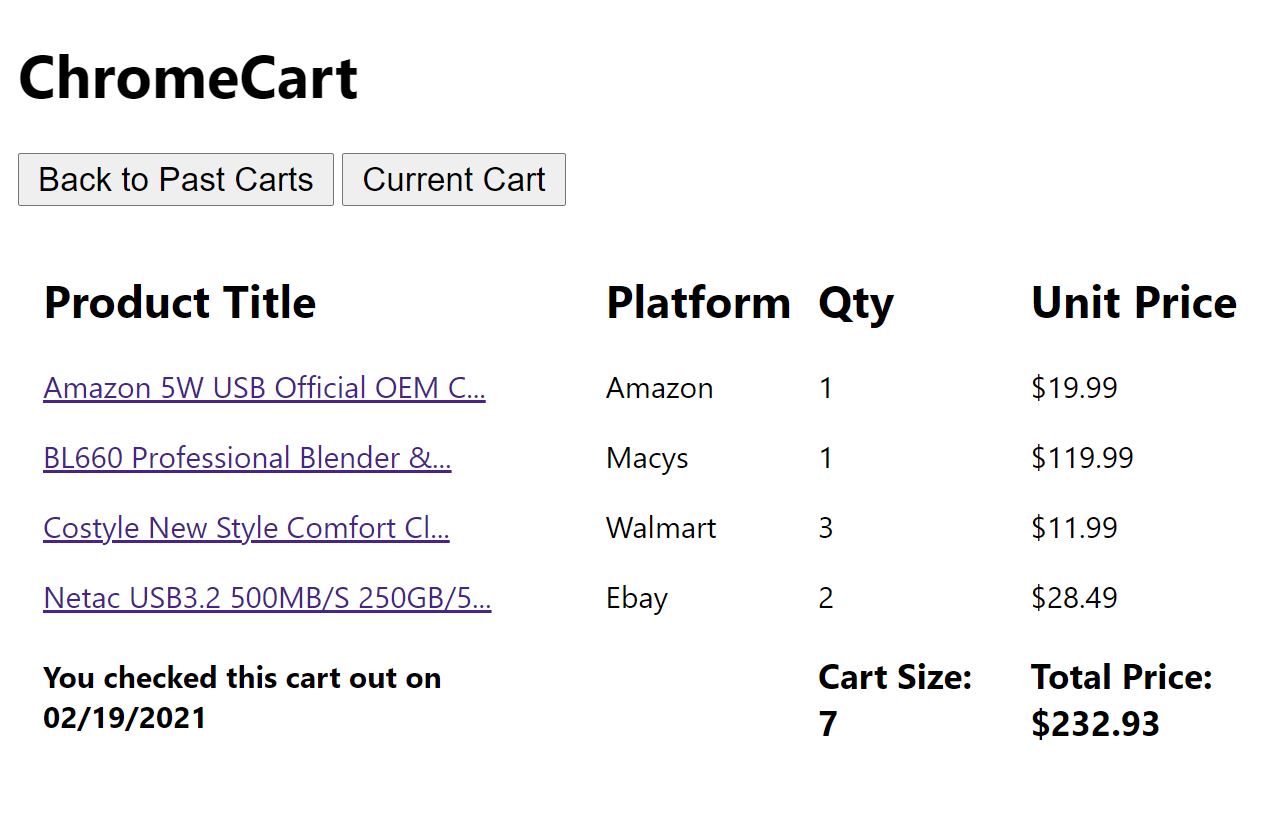 ChromeCart
Back to Past Carts Current Cart
Product Title Platform Qty Unit Price
Amazon 5W USB Official OEM C... Amazon 1 $19.99
BL660 Professional Blender &... Macys 1 $119.99
Costyle New Style Comfort Cl... Walmart 3 $11.99
Netac USB3.2 500MB/S 250GB/5... Ebay 2 $28.49
You checked this cart out on Cart Size: Total Price:
02/19/2021 7 $232.93